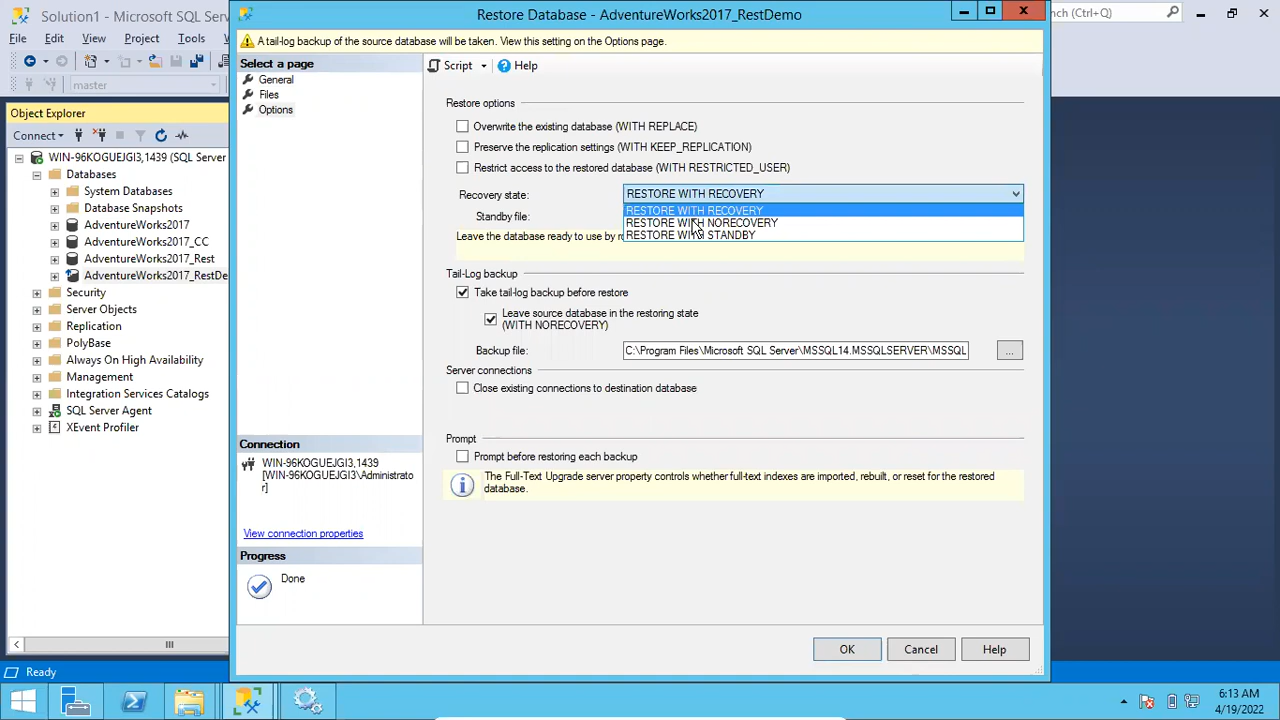 Solution1 - Microsoft SQL Server
Restore Database - AdventureWorks2017_RestDemo
ch (Ctrl+Q)
File Edit View Project Tools
A tail-log backup of the source database will be taken. View this setting on the Options page.
Select a page
General
Files
Options
Script
Help
master
Object Explorer
Connect
WIN-96KOGUEJGI3,1439 (SQL Server
Databases
System Databases
Database Snapshots
AdventureWorks2017
AdventureWorks2017_CC
AdventureWorks2017_Rest
AdventureWorks2017_RestDe
Security
Server Objects
Replication
PolyBase
Always On High Availability
Management
Integration Services Catalogs
SQL Server Agent
XEvent Profiler
Restore options
Overwrite the existing database (WITH REPLACE)
Preserve the replication settings (WITH KEEP_REPLICATION)
Restrict access to the restored database (WITH RESTRICTED_USER)
Recovery state:
RESTORE WITH RECOVERY
RESTORE WITH RECOVERY
RESTORE WITH NORECOVERY
RESTORE WITH STANDBY
Standby file:
Leave the database ready to use by ro
Tail-Log backup
Take tail-log backup before restore
Leave source database in the restoring state
(WITH NORECOVERY)
Backup file:
C:\Program Files\Microsoft SQL Server\MSSQL14.MSSQLSERVER\MSSQL
...
Server connections
Close existing connections to destination database
Prompt
Prompt before restoring each backup
The Full-Text Upgrade server property controls whether full-text indexes are imported, rebuilt, or reset for the restored
database.
Connection
WIN-96KOGUEJGI3,1439
[WIN-96KOGUEJGI3\Administrato
r]
View connection properties
Progress
Done
OK
Cancel
Help
Ready
6:13 AM
4/19/2022